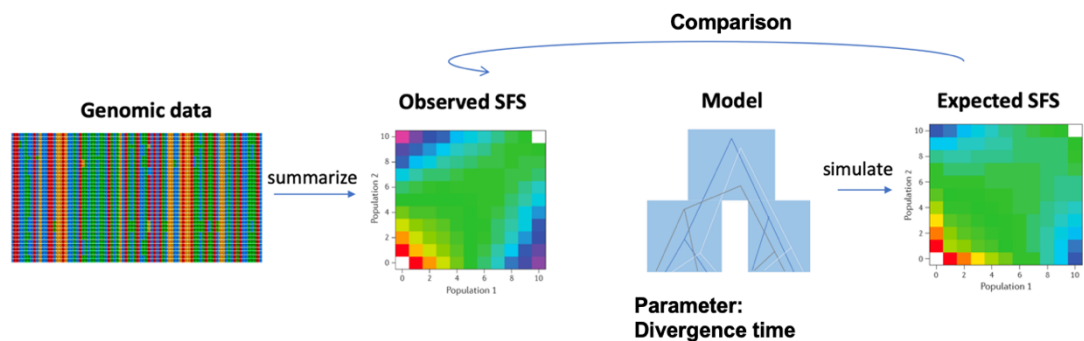 Comparison
Genomic data
Observed SFS
Model
Expected SFS
summarize
simulate
10
8
6
4
2
0
Population 2
0 2 4 6 8 10
Population 1
10
8
6
4
2
0
Population 2
0 2 4 6 8 10
Population 1
Parameter:
Divergence time